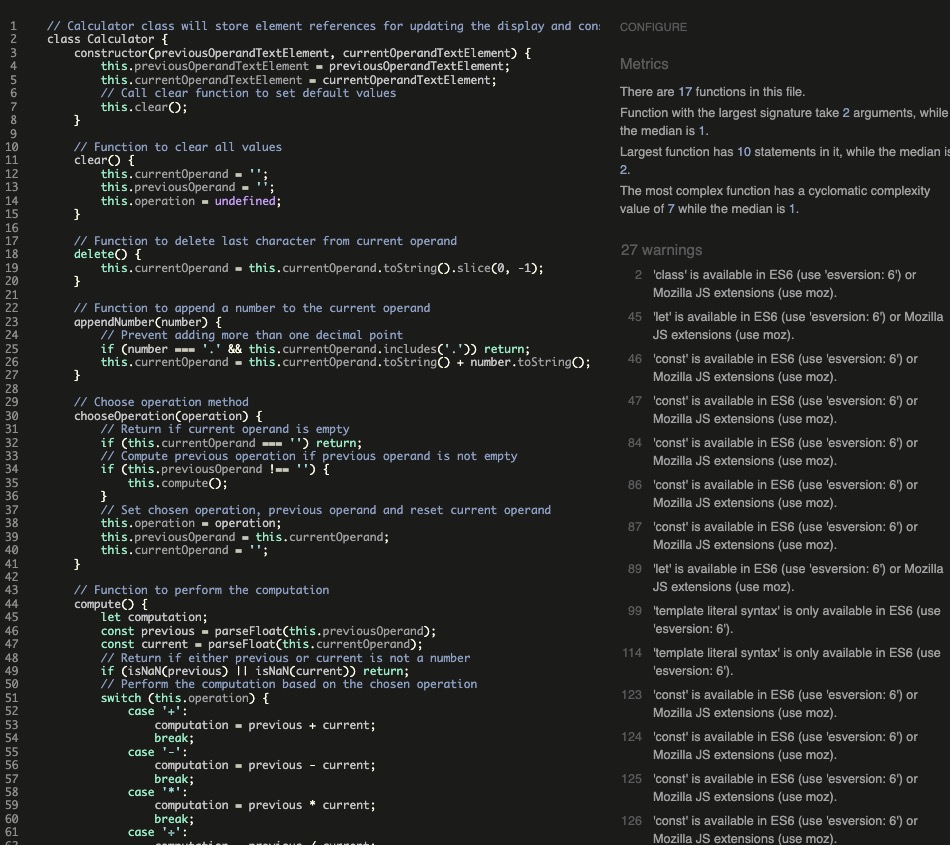 1 // Calculator class will store element references for updating the display and con
2 class Calculator {
3 constructor(previousOperandTextElement, currentOperandTextElement) {
4 this.previousOperandTextElement = previousOperandTextElement;
5 this.currentOperandTextElement = currentOperandTextElement;
6 // Call clear function to set default values
7 this.clear();
8 }
9
10 // Function to clear all values
11 clear() {
12 this.currentOperand = '';
13 this.previousOperand = '';
14 this.operation = undefined;
15 }
16
17 // Function to delete last character from current operand
18 delete() {
19 this.currentOperand = this.currentOperand.toString().slice(0, -1);
20 }
21
22 // Function to append a number to the current operand
23 appendNumber(number) {
24 // Prevent adding more than one decimal point
25 if (number === '.' && this.currentOperand.includes('.')) return;
26 this.currentOperand = this.currentOperand.toString() + number.toString();
27 }
28
29 // Choose operation method
30 chooseOperation(operation) {
31 // Return if current operand is empty
32 if (this.currentOperand === '') return;
33 // Compute previous operation if previous operand is not empty
34 if (this.previousOperand !== '') {
35 this.compute();
36 }
37 // Set chosen operation, previous operand and reset current operand
38 this.operation = operation;
39 this.previousOperand = this.currentOperand;
40 this.currentOperand = '';
41 }
42
43 // Function to perform the computation
44 compute() {
45 let computation;
46 const previous = parseFloat(this.previousOperand);
47 const current = parseFloat(this.currentOperand);
48 // Return if either previous or current is not a number
49 if (isNaN(previous) || isNaN(current)) return;
50 // Perform the computation based on the chosen operation
51 switch (this.operation) {
52 case '+':
53 computation = previous + current;
54 break;
55 case '-':
56 computation = previous - current;
57 break;
58 case '*':
59 computation = previous * current;
60 break;
61 case '÷':
CONFIGURE
Metrics
There are 17 functions in this file.
Function with the largest signature take 2 arguments, while
the median is 1.
Largest function has 10 statements in it, while the median is
2.
The most complex function has a cyclomatic complexity
value of 7 while the median is 1.
27 warnings
2 'class' is available in ES6 (use 'esversion: 6') or
Mozilla JS extensions (use moz).
45 'let' is available in ES6 (use 'esversion: 6') or Mozilla
JS extensions (use moz).
46 'const' is available in ES6 (use 'esversion: 6') or
Mozilla JS extensions (use moz).
47 'const' is available in ES6 (use 'esversion: 6') or
Mozilla JS extensions (use moz).
84 'const' is available in ES6 (use 'esversion: 6') or
Mozilla JS extensions (use moz).
86 'const' is available in ES6 (use 'esversion: 6') or
Mozilla JS extensions (use moz).
87 'const' is available in ES6 (use 'esversion: 6') or
Mozilla JS extensions (use moz).
89 'let' is available in ES6 (use 'esversion: 6') or Mozilla
JS extensions (use moz).
99 'template literal syntax' is only available in ES6 (use
'esversion: 6').
114 'template literal syntax' is only available in ES6 (use
'esversion: 6').
123 'const' is available in ES6 (use 'esversion: 6') or
Mozilla JS extensions (use moz).
124 'const' is available in ES6 (use 'esversion: 6') or
Mozilla JS extensions (use moz).
125 'const' is available in ES6 (use 'esversion: 6') or
Mozilla JS extensions (use moz).
126 'const' is available in ES6 (use 'esversion: 6') or
Mozilla JS extensions (use moz).